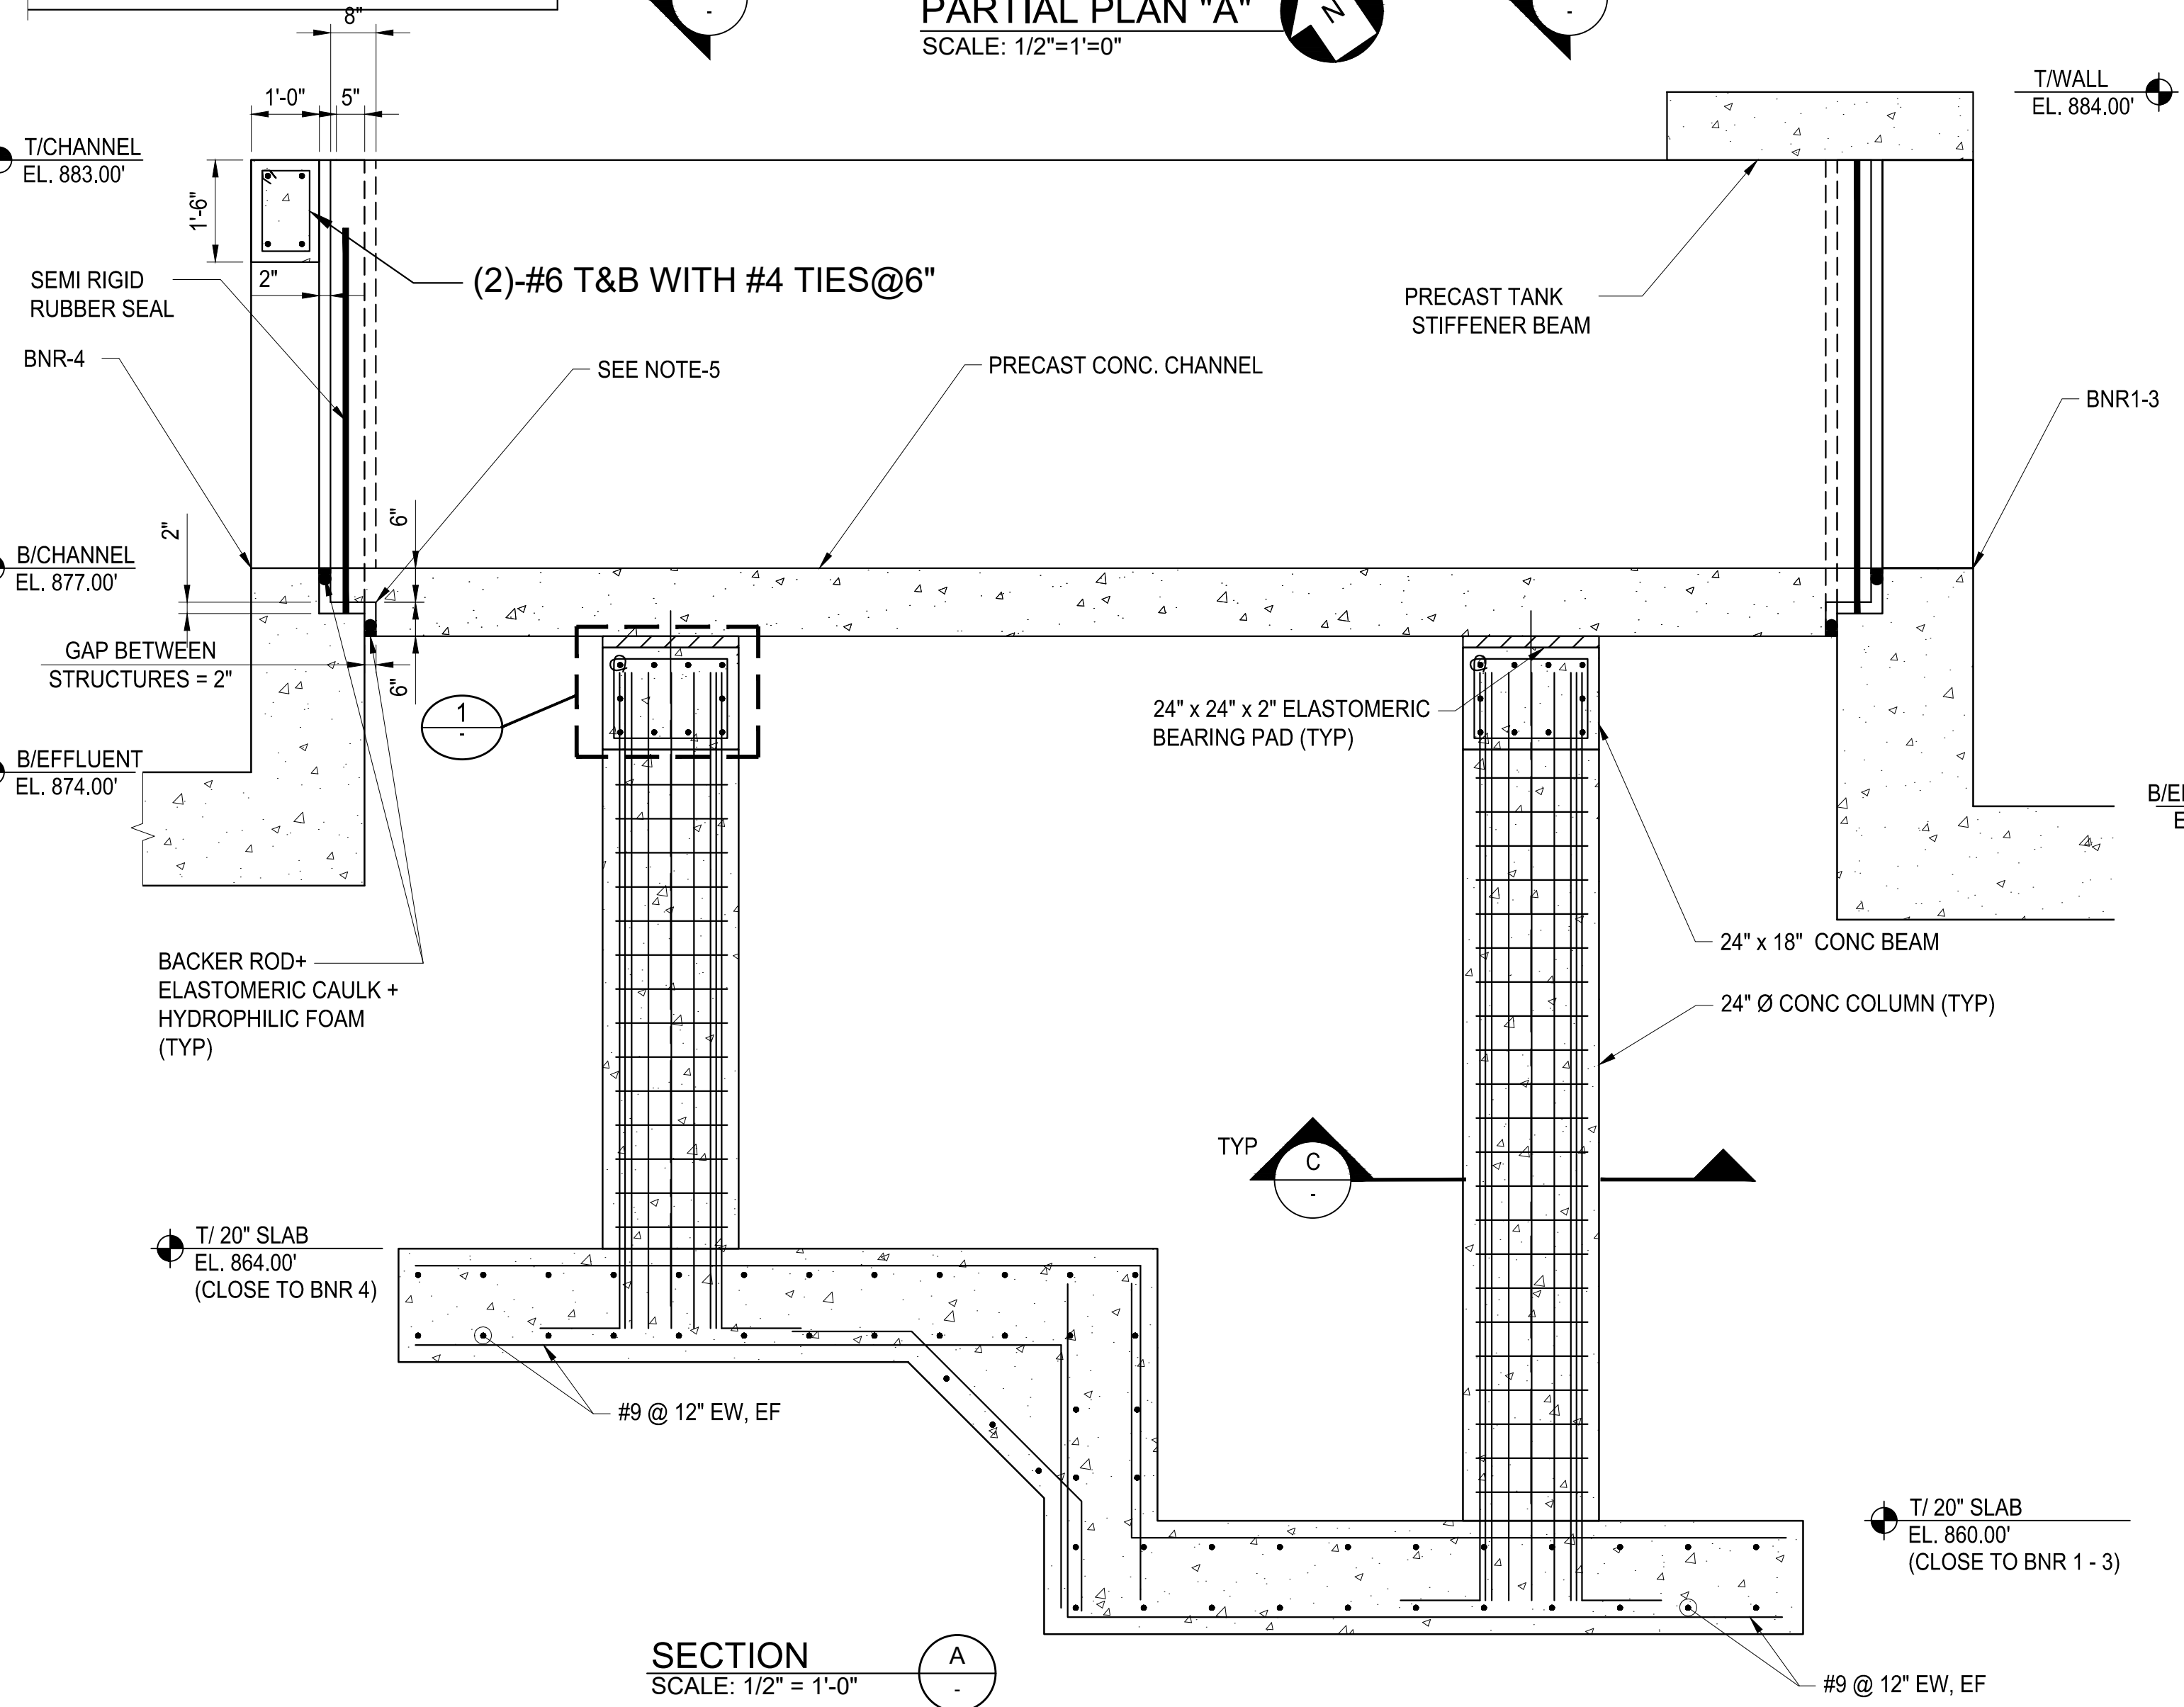 PARTIAL PLAN "A"
SCALE: 1/2"=1'=0"
N
-
-
8"
1'-0"
5"
T/WALL
EL. 884.00'
T/CHANNEL
EL. 883.00'
1'-6"
2"
(2)-#6 T&B WITH #4 TIES@6"
SEMI RIGID
RUBBER SEAL
PRECAST TANK
STIFFENER BEAM
BNR-4
SEE NOTE-5
PRECAST CONC. CHANNEL
BNR1-3
2"
6"
B/CHANNEL
EL. 877.00'
GAP BETWEEN
STRUCTURES = 2"
6"
1
-
24" x 24" x 2" ELASTOMERIC
BEARING PAD (TYP)
B/EFFLUENT
EL. 874.00'
24" x 18" CONC BEAM
BACKER ROD+
ELASTOMERIC CAULK +
HYDROPHILIC FOAM
(TYP)
24" Ø CONC COLUMN (TYP)
TYP
C
-
T/ 20" SLAB
EL. 864.00'
(CLOSE TO BNR 4)
#9 @ 12" EW, EF
T/ 20" SLAB
EL. 860.00'
(CLOSE TO BNR 1 - 3)
SECTION
SCALE: 1/2" = 1'-0"
A
-
#9 @ 12" EW, EF